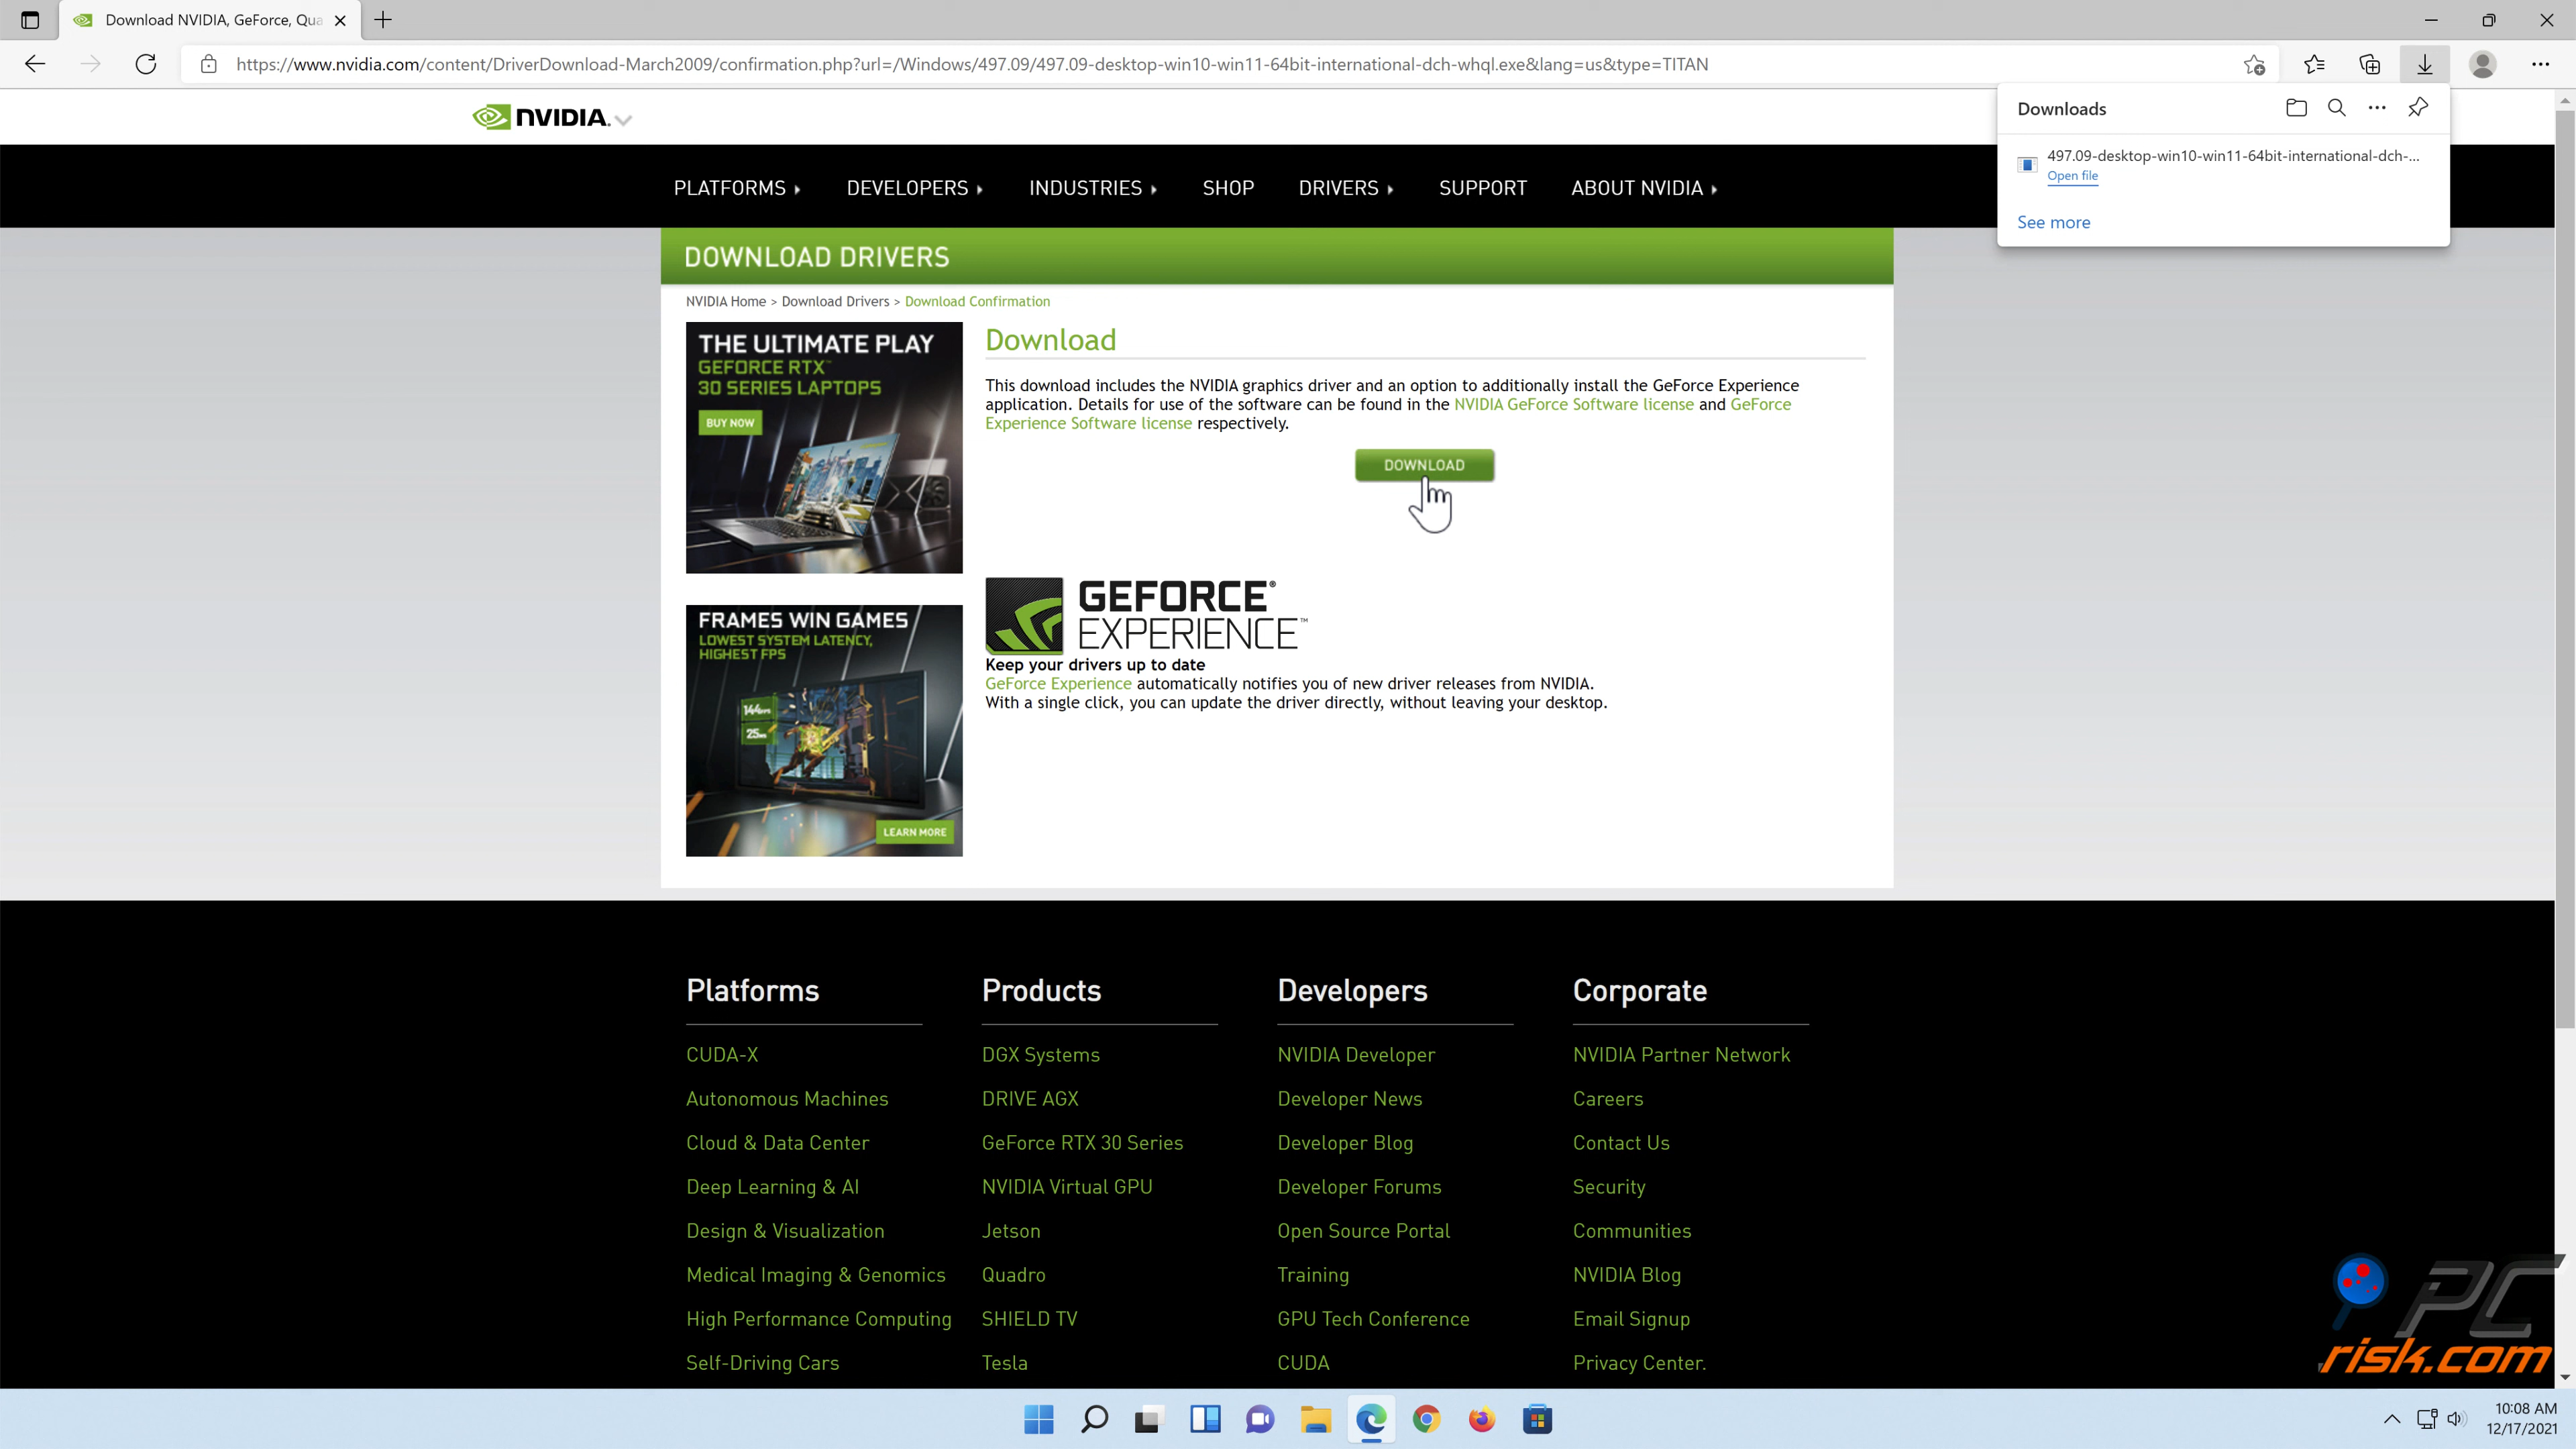 Download NVIDIA, GeForce, Qua
https://www.nvidia.com/content/DriverDownload-March2009/confirmation.php?url=/Windows/497.09/497.09-desktop-win10-win11-64bit-international-dch-whql.exe&lang=us&type=TITAN
NVIDIA.
Downloads
497.09-desktop-win10-win11-64bit-international-dch-...
Open file
See more
PLATFORMS DEVELOPERS INDUSTRIES SHOP DRIVERS SUPPORT ABOUT NVIDIA
DOWNLOAD DRIVERS
NVIDIA Home > Download Drivers > Download Confirmation
THE ULTIMATE PLAY
GEFORCE RTX™
30 SERIES LAPTOPS
BUY NOW
Download
This download includes the NVIDIA graphics driver and an option to additionally install the GeForce Experience
application. Details for use of the software can be found in the NVIDIA GeForce Software license and GeForce
Experience Software license respectively.
DOWNLOAD
FRAMES WIN GAMES
LOWEST SYSTEM LATENCY,
HIGHEST FPS
144FPS
25MS
LEARN MORE
GEFORCE®
EXPERIENCE™
Keep your drivers up to date
GeForce Experience automatically notifies you of new driver releases from NVIDIA.
With a single click, you can update the driver directly, without leaving your desktop.
Platforms
CUDA-X
Autonomous Machines
Cloud & Data Center
Deep Learning & AI
Design & Visualization
Medical Imaging & Genomics
High Performance Computing
Self-Driving Cars
Products
DGX Systems
DRIVE AGX
GeForce RTX 30 Series
NVIDIA Virtual GPU
Jetson
Quadro
SHIELD TV
Tesla
Developers
NVIDIA Developer
Developer News
Developer Blog
Developer Forums
Open Source Portal
Training
GPU Tech Conference
CUDA
Corporate
NVIDIA Partner Network
Careers
Contact Us
Security
Communities
NVIDIA Blog
Email Signup
Privacy Center.
PC
risk.com
10:08 AM
12/17/2021